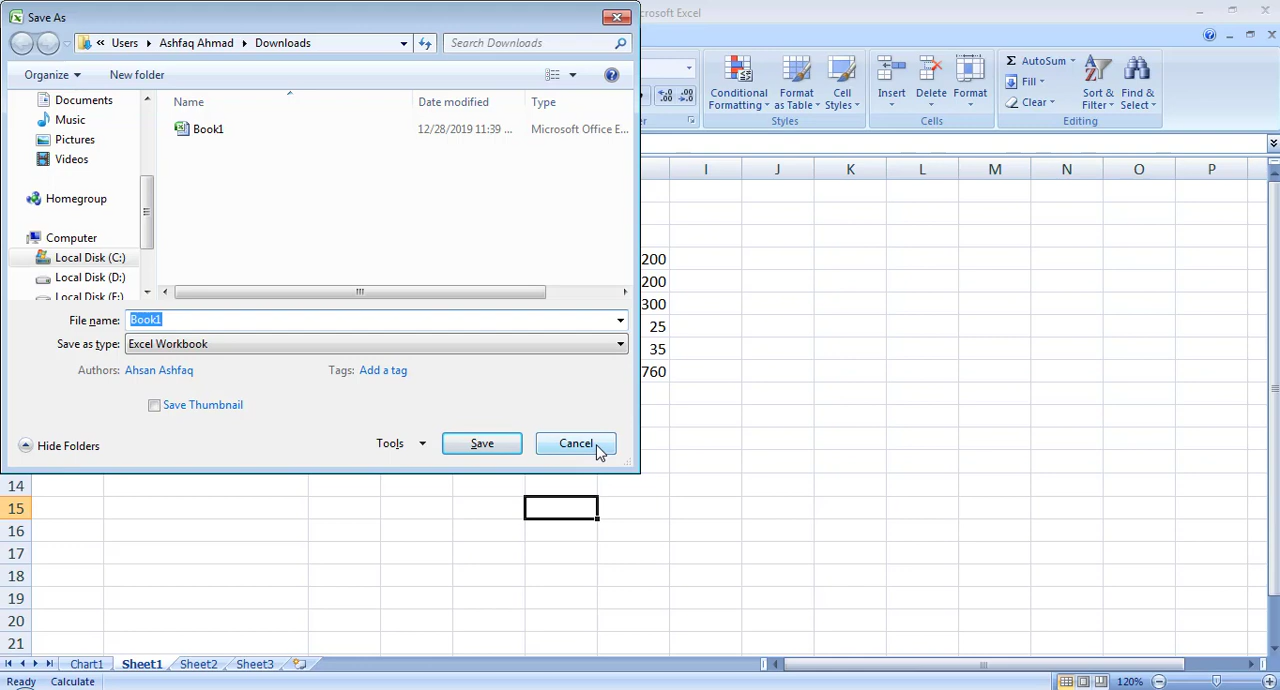 Save As
crosoft Excel
« Users Ashfaq Ahmad Downloads
Search Downloads
Organize New folder
Documents
Music
Pictures
Videos
Homegroup
Computer
Local Disk (C:)
Local Disk (D:)
Local Disk (F:)
Name Date modified Type
Book1 12/28/2019 11:39 ... Microsoft Office E...
File name: Book1
Save as type: Excel Workbook
Authors: Ahsan Ashfaq Tags: Add a tag
Save Thumbnail
Hide Folders Tools Save Cancel
Conditional Formatting
Format as Table
Cell Styles
Styles
Insert
Delete
Format
Cells
Σ AutoSum
Fill
Clear
Sort & Filter
Find & Select
Editing
I J K L M N O P
200
200
300
25
35
760
14
15
16
17
18
19
20
21
Chart1 Sheet1 Sheet2 Sheet3
Ready Calculate 120%